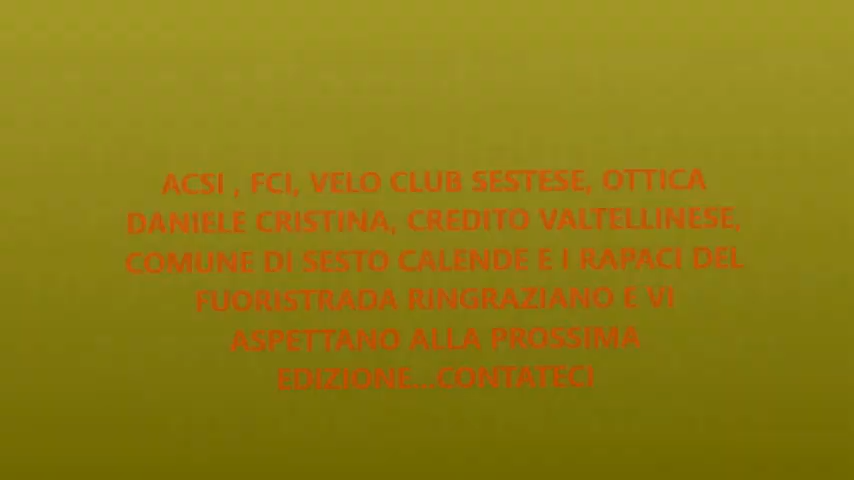 ACSI , FCI, VELO CLUB SESTESE, OTTICA
DANIELE CRISTINA, CREDITO VALTELLINESE,
COMUNE DI SESTO CALENDE E I RAPACI DEL
FUORISTRADA RINGRAZIANO E VI
ASPETTANO ALLA PROSSIMA
EDIZIONE...CONTATECI